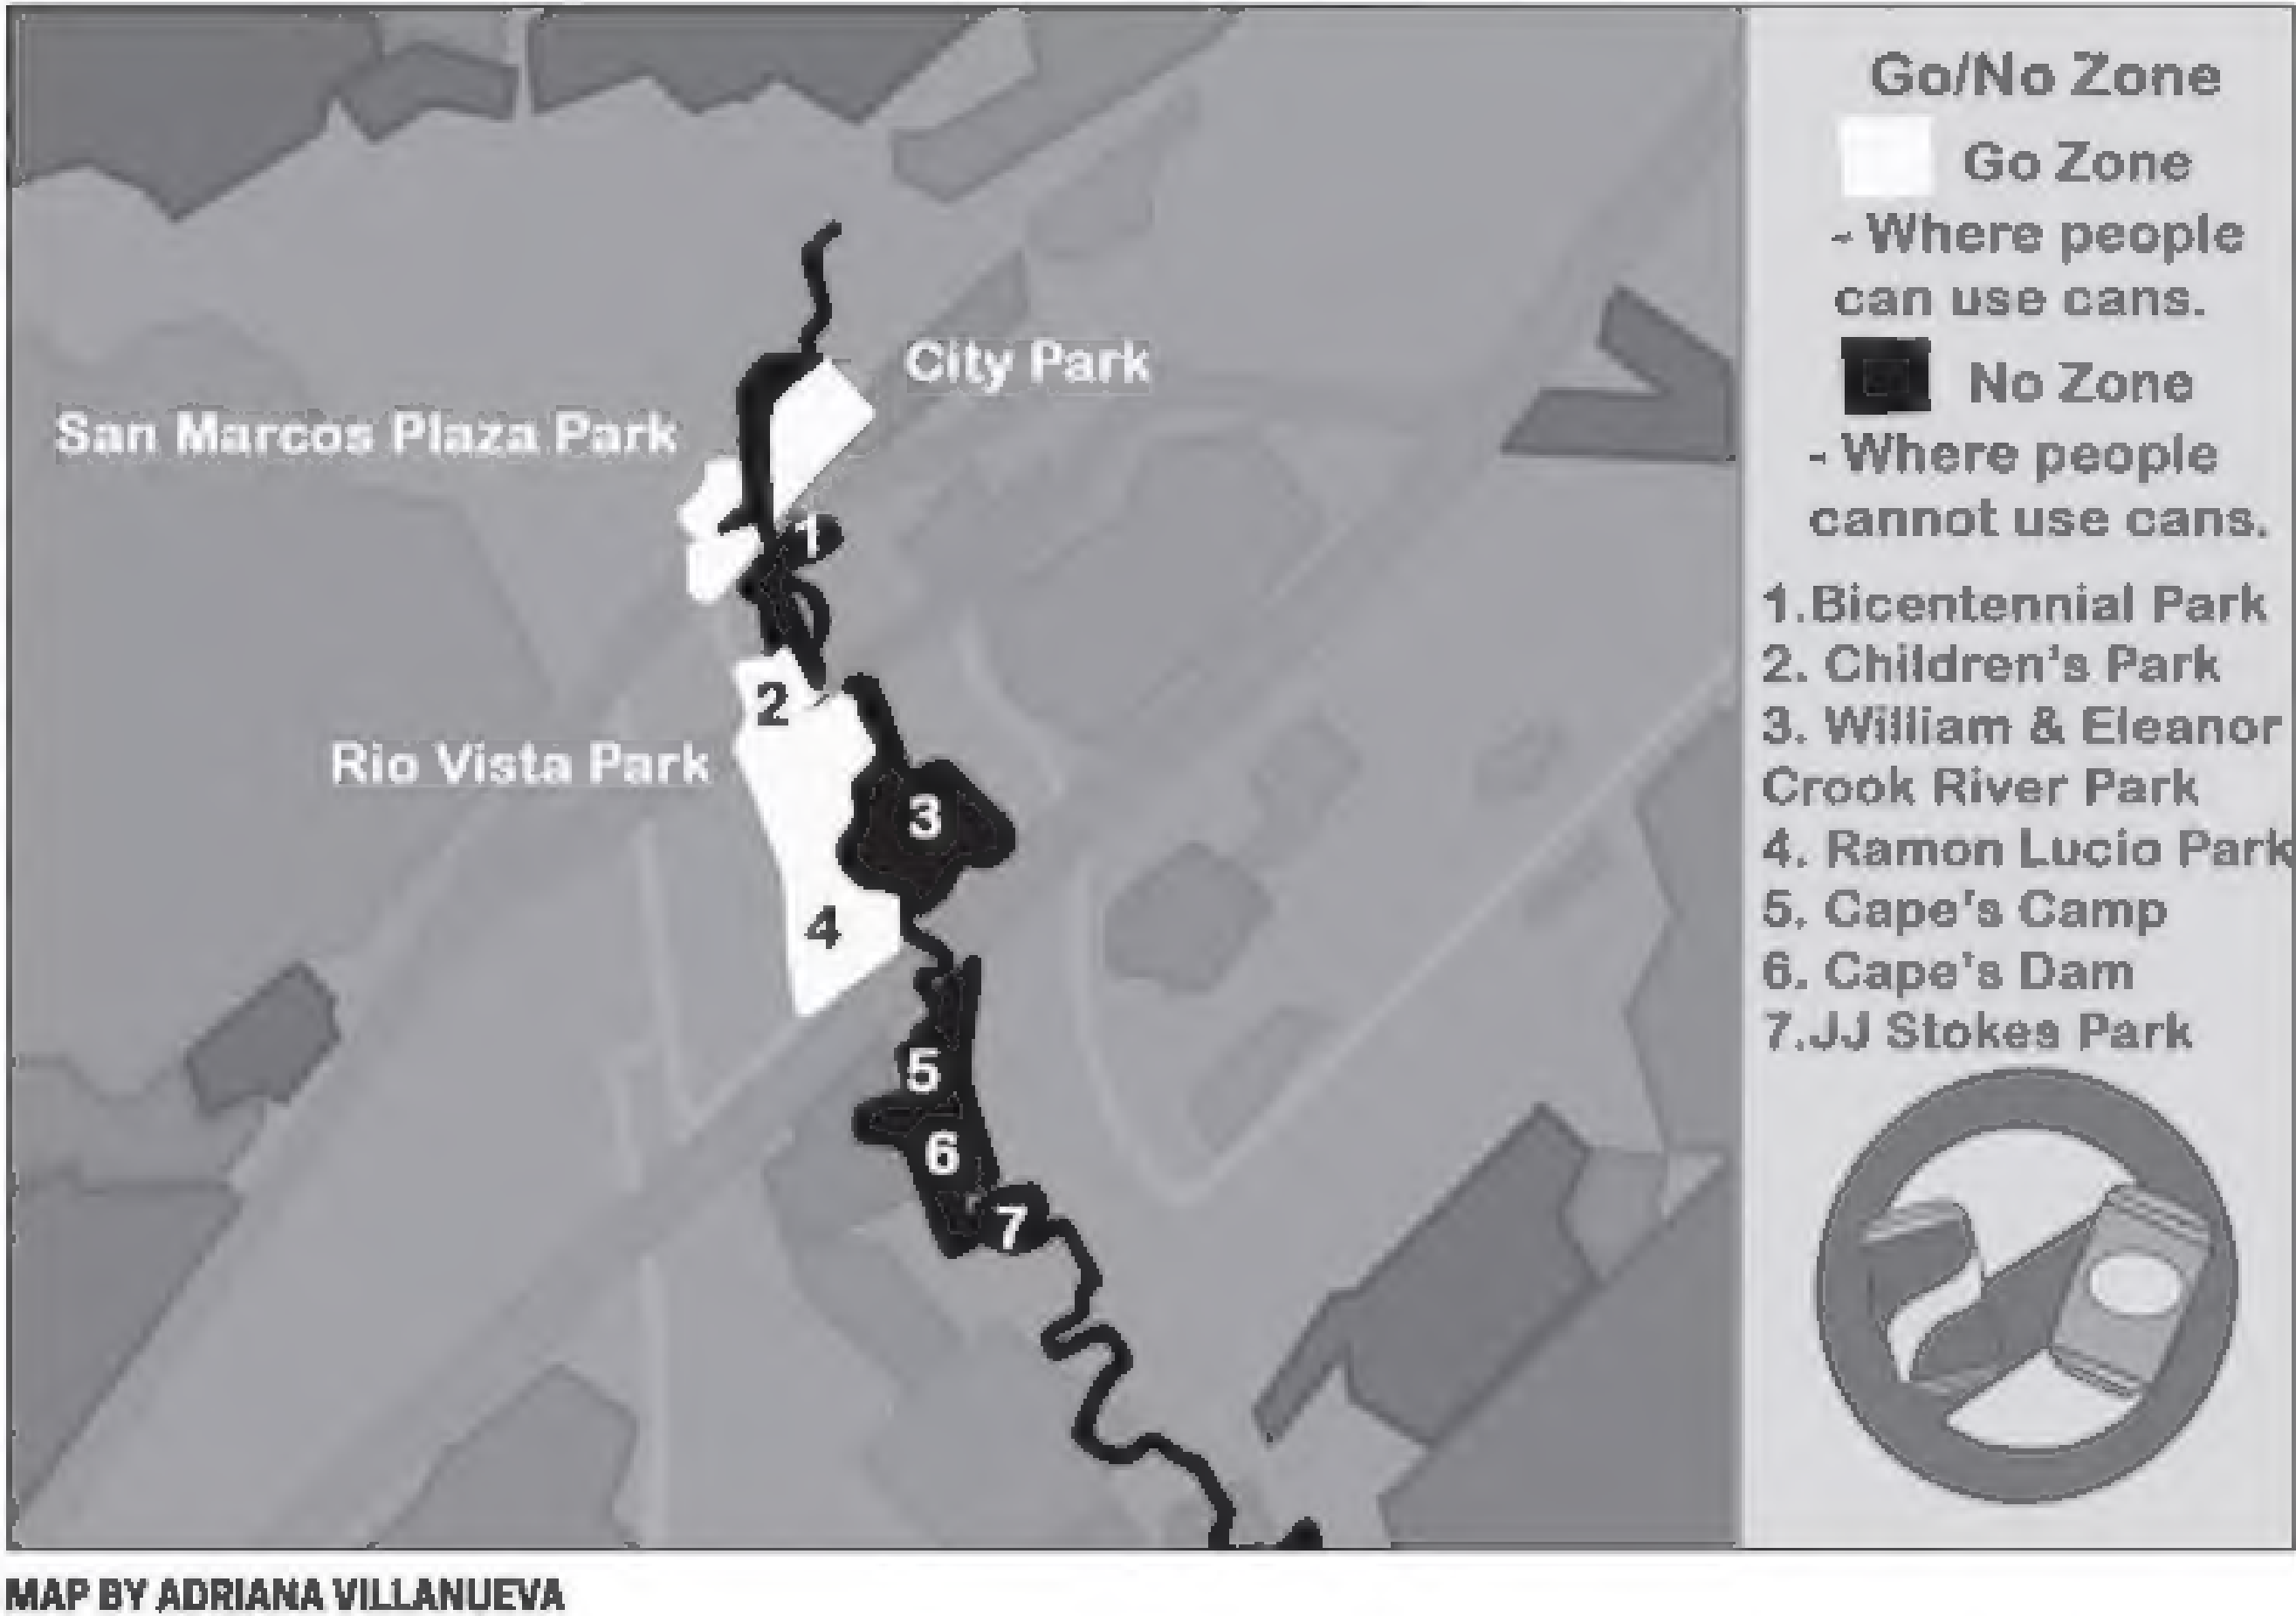 Go/No Zone
Go Zone
- Where people
can use cans.
No Zone
- Where people
cannot use cans.
1.Bicentennial Park
2. Children's Park
3. William & Eleanor
Crook River Park
4. Ramon Lucio Park
5. Cape's Camp
6. Cape's Dam
7.JJ Stokes Park
City Park
San Marcos Plaza Park
1
2
Rio Vista Park
3
4
5
6
7
MAP BY ADRIANA VILLANUEVA